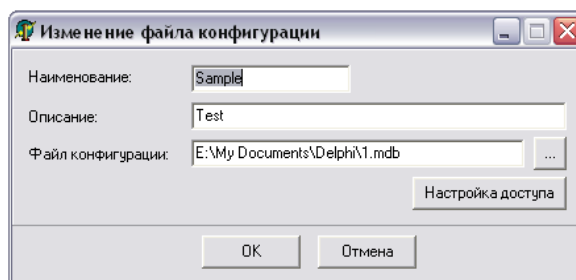 Изменение файла конфигурации
Наименование: Sample
Описание: Test
Файл конфигурации: E:\My Documents\Delphi\1.mdb ...
Настройка доступа
OK Отмена